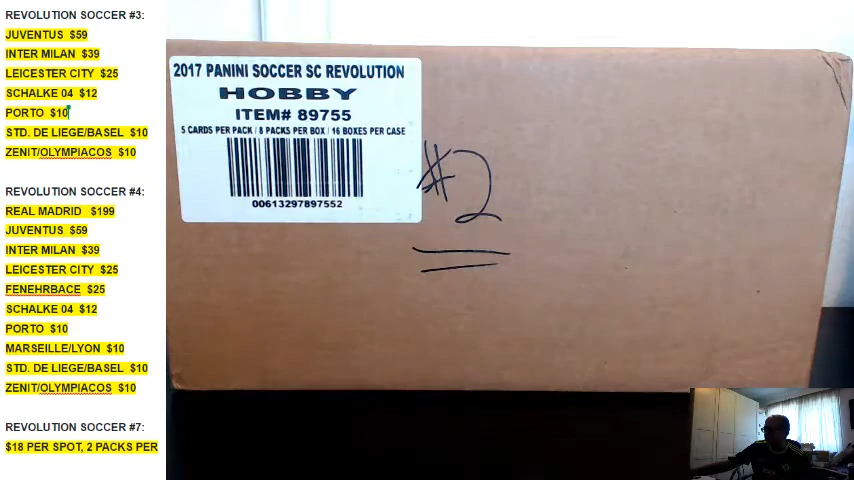 REVOLUTION SOCCER #3:
JUVENTUS $59
INTER MILAN $39
LEICESTER CITY $25
SCHALKE 04 $12
PORTO $10
STD. DE LIEGE/BASEL $10
ZENIT/OLYMPIACOS $10
REVOLUTION SOCCER #4:
REAL MADRID $199
JUVENTUS $59
INTER MILAN $39
LEICESTER CITY $25
FENEHRBACE $25
SCHALKE 04 $12
PORTO $10
MARSEILLE/LYON $10
STD. DE LIEGE/BASEL $10
ZENIT/OLYMPIACOS $10
REVOLUTION SOCCER #7:
$18 PER SPOT, 2 PACKS PER
2017 PANINI SOCCER SC REVOLUTION
HOBBY
ITEM# 89755
5 CARDS PER PACK / 8 PACKS PER BOX / 16 BOXES PER CASE
00613297897552
#2